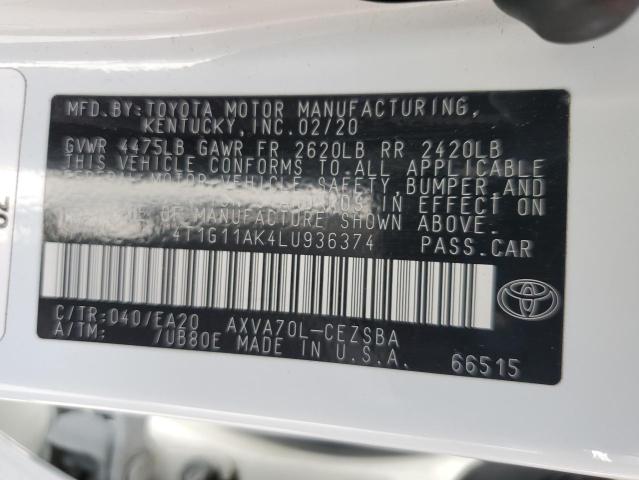 MFD.BY:TOYOTA MOTOR MANUFACTURING,
KENTUCKY,INC.02/20
GVWR 4475LB GAWR FR 2620LB RR 2420LB
THIS VEHICLE CONFORMS TO ALL APPLICABLE
MOTOR VEHICLE SAFETY, BUMPER, AND
IN EFFECT ON
OF MANUFACTURE SHOWN ABOVE.
4T1G11AK4LU936374 PASS.CAR
C/TR:040/EA20 AXVA70L-CEZSBA
A/TM: /UB80E MADE IN U.S.A.
66515